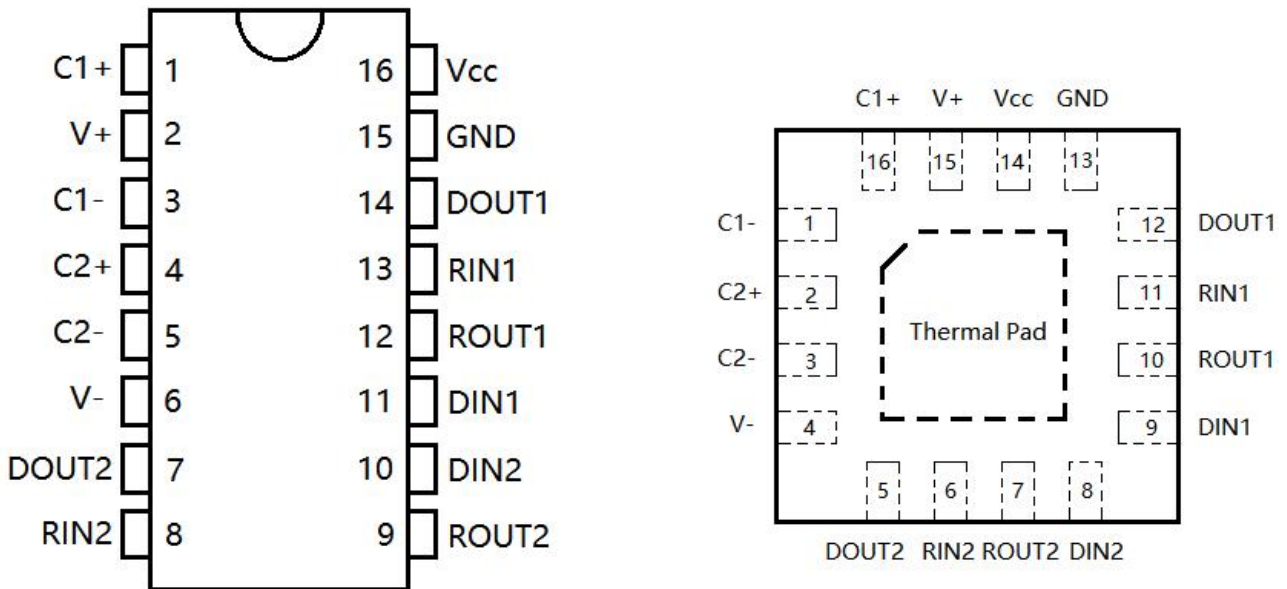 C1+ 1 16 Vcc
V+ 2 15 GND
C1- 3 14 DOUT1
C2+ 4 13 RIN1
C2- 5 12 ROUT1
V- 6 11 DIN1
DOUT2 7 10 DIN2
RIN2 8 9 ROUT2
C1+ V+ Vcc GND
16 15 14 13
C1- 1 12 DOUT1
C2+ 2 11 RIN1
Thermal Pad
C2- 3 10 ROUT1
V- 4 9 DIN1
5 6 7 8
DOUT2 RIN2 ROUT2 DIN2